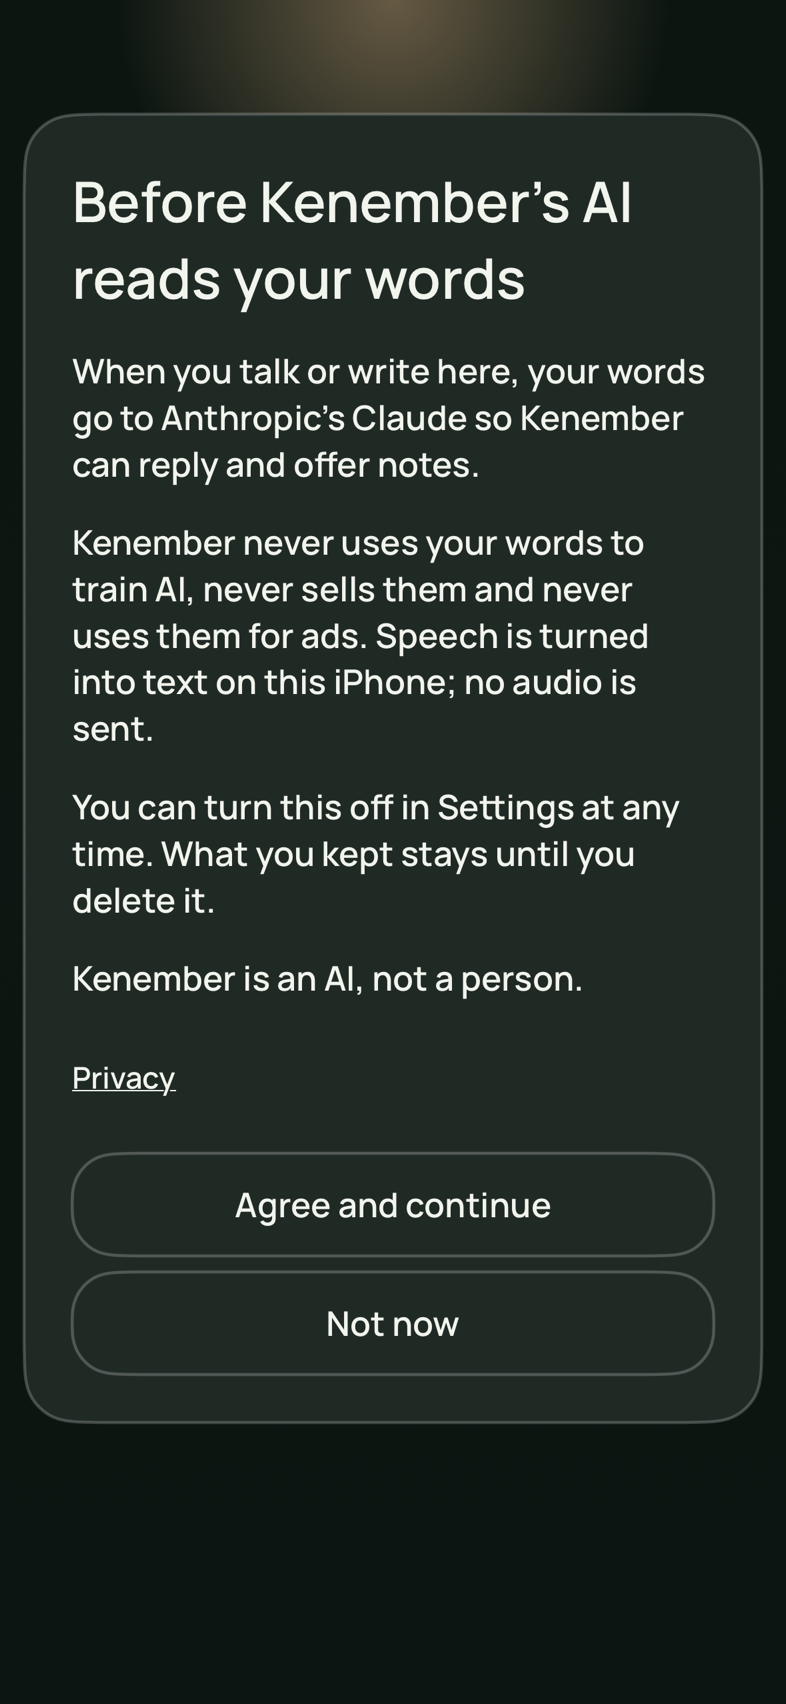 Before Kenember’s AI
reads your words
When you talk or write here, your words
go to Anthropic’s Claude so Kenember
can reply and offer notes.
Kenember never uses your words to
train AI, never sells them and never
uses them for ads. Speech is turned
into text on this iPhone; no audio is
sent.
You can turn this off in Settings at any
time. What you kept stays until you
delete it.
Kenember is an AI, not a person.
Privacy
Agree and continue
Not now